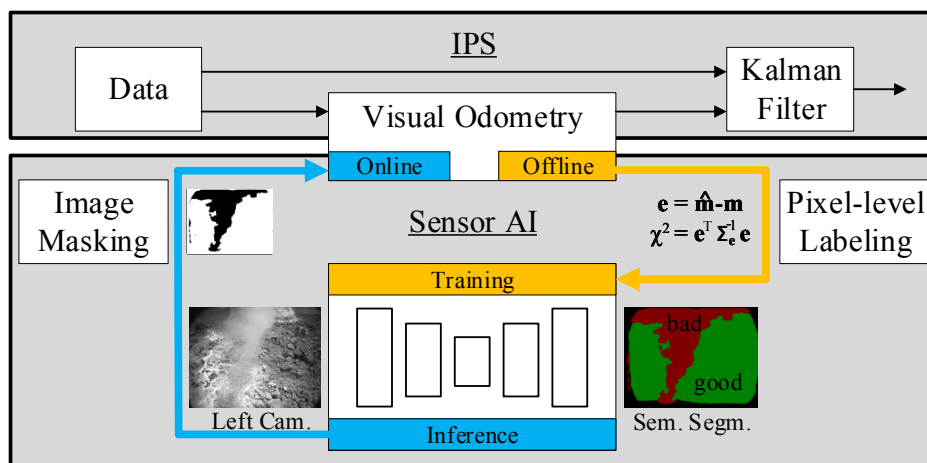 IPS
Data
Kalman
Filter
Visual Odometry
Online
Offline
Image
Masking
Sensor AI
e = m̂-m
χ² = eᵀ Σₑ⁻¹ e
Pixel-level
Labeling
Training
bad
good
Left Cam.
Sem. Segm.
Inference